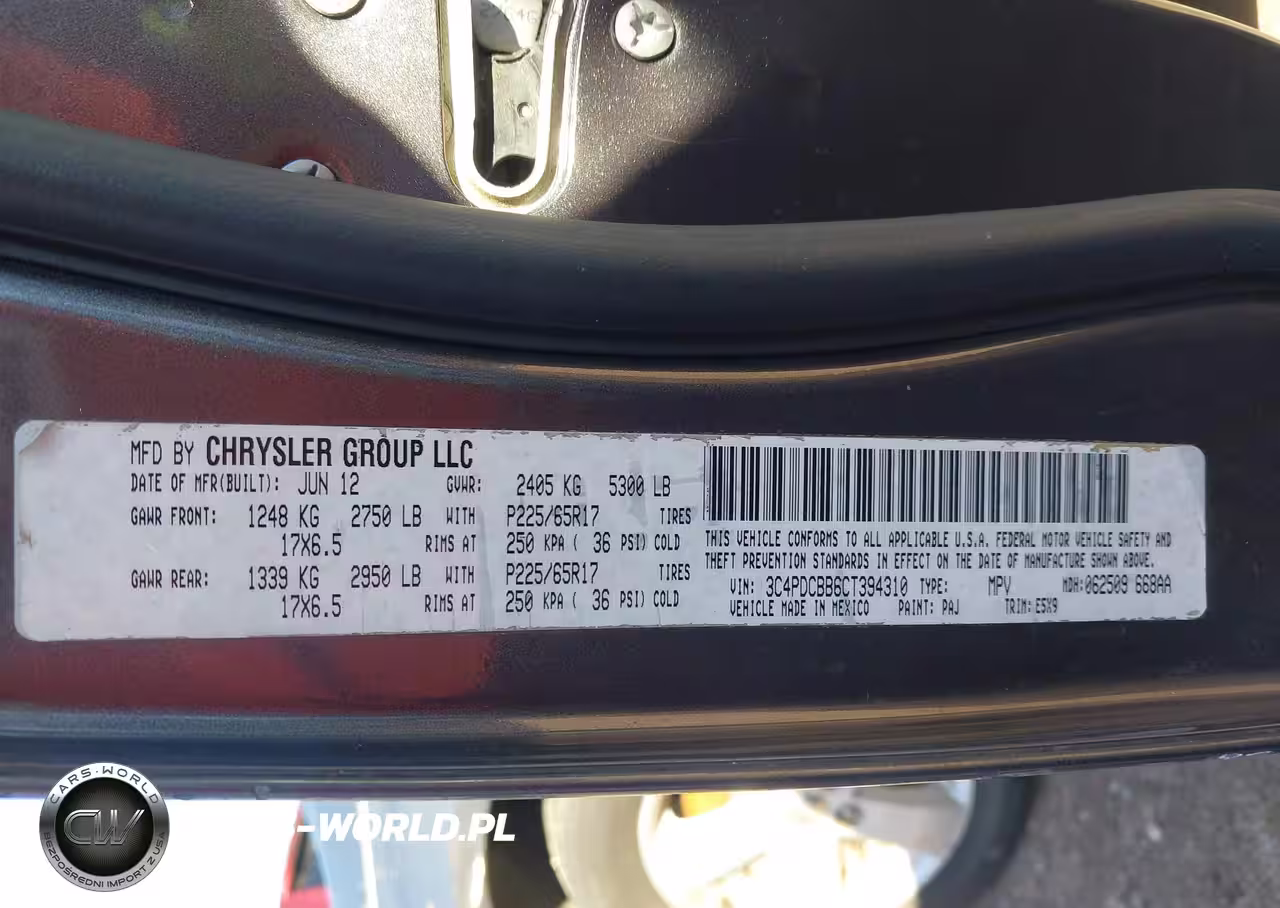 MFD BY CHRYSLER GROUP LLC
DATE OF MFR(BUILT): JUN 12 GVWR: 2405 KG 5300 LB
GAWR FRONT: 1248 KG 2750 LB WITH P225/65R17 TIRES
17X6.5 RIMS AT 250 KPA ( 36 PSI) COLD
GAWR REAR: 1339 KG 2950 LB WITH P225/65R17 TIRES
17X6.5 RIMS AT 250 KPA ( 36 PSI) COLD
THIS VEHICLE CONFORMS TO ALL APPLICABLE U.S.A. FEDERAL MOTOR VEHICLE SAFETY AND
THEFT PREVENTION STANDARDS IN EFFECT ON THE DATE OF MANUFACTURE SHOWN ABOVE.
VIN: 3C4PDCBB6CT394310 TYPE: MPV MDH:062509 668AA
VEHICLE MADE IN MEXICO PAINT: PAJ TRIM: E5X9
CARS-WORLD
CW
BEZPOŚREDNI IMPORT Z USA
S-WORLD.PL